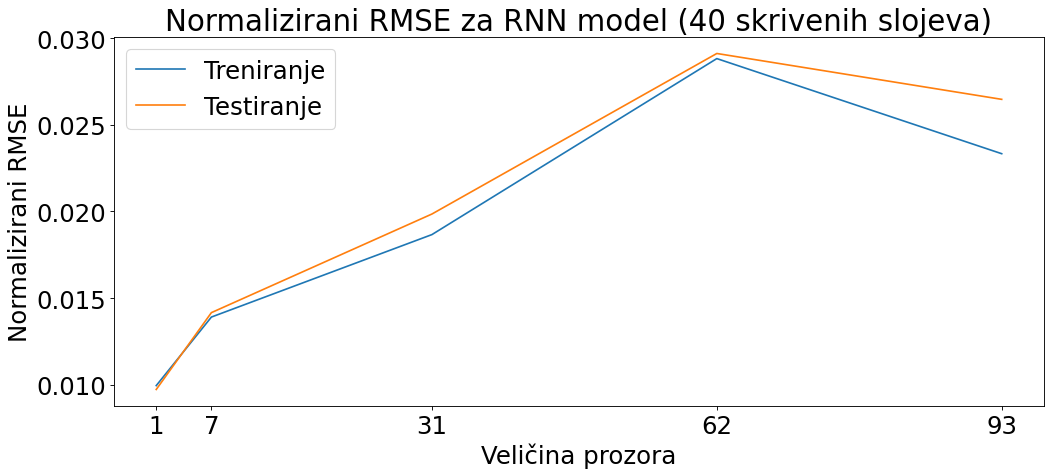 Normalizirani RMSE za RNN model (40 skrivenih slojeva)
Treniranje
Testiranje
Normalizirani RMSE
0.030
0.025
0.020
0.015
0.010
1 7 31 62 93
Veličina prozora